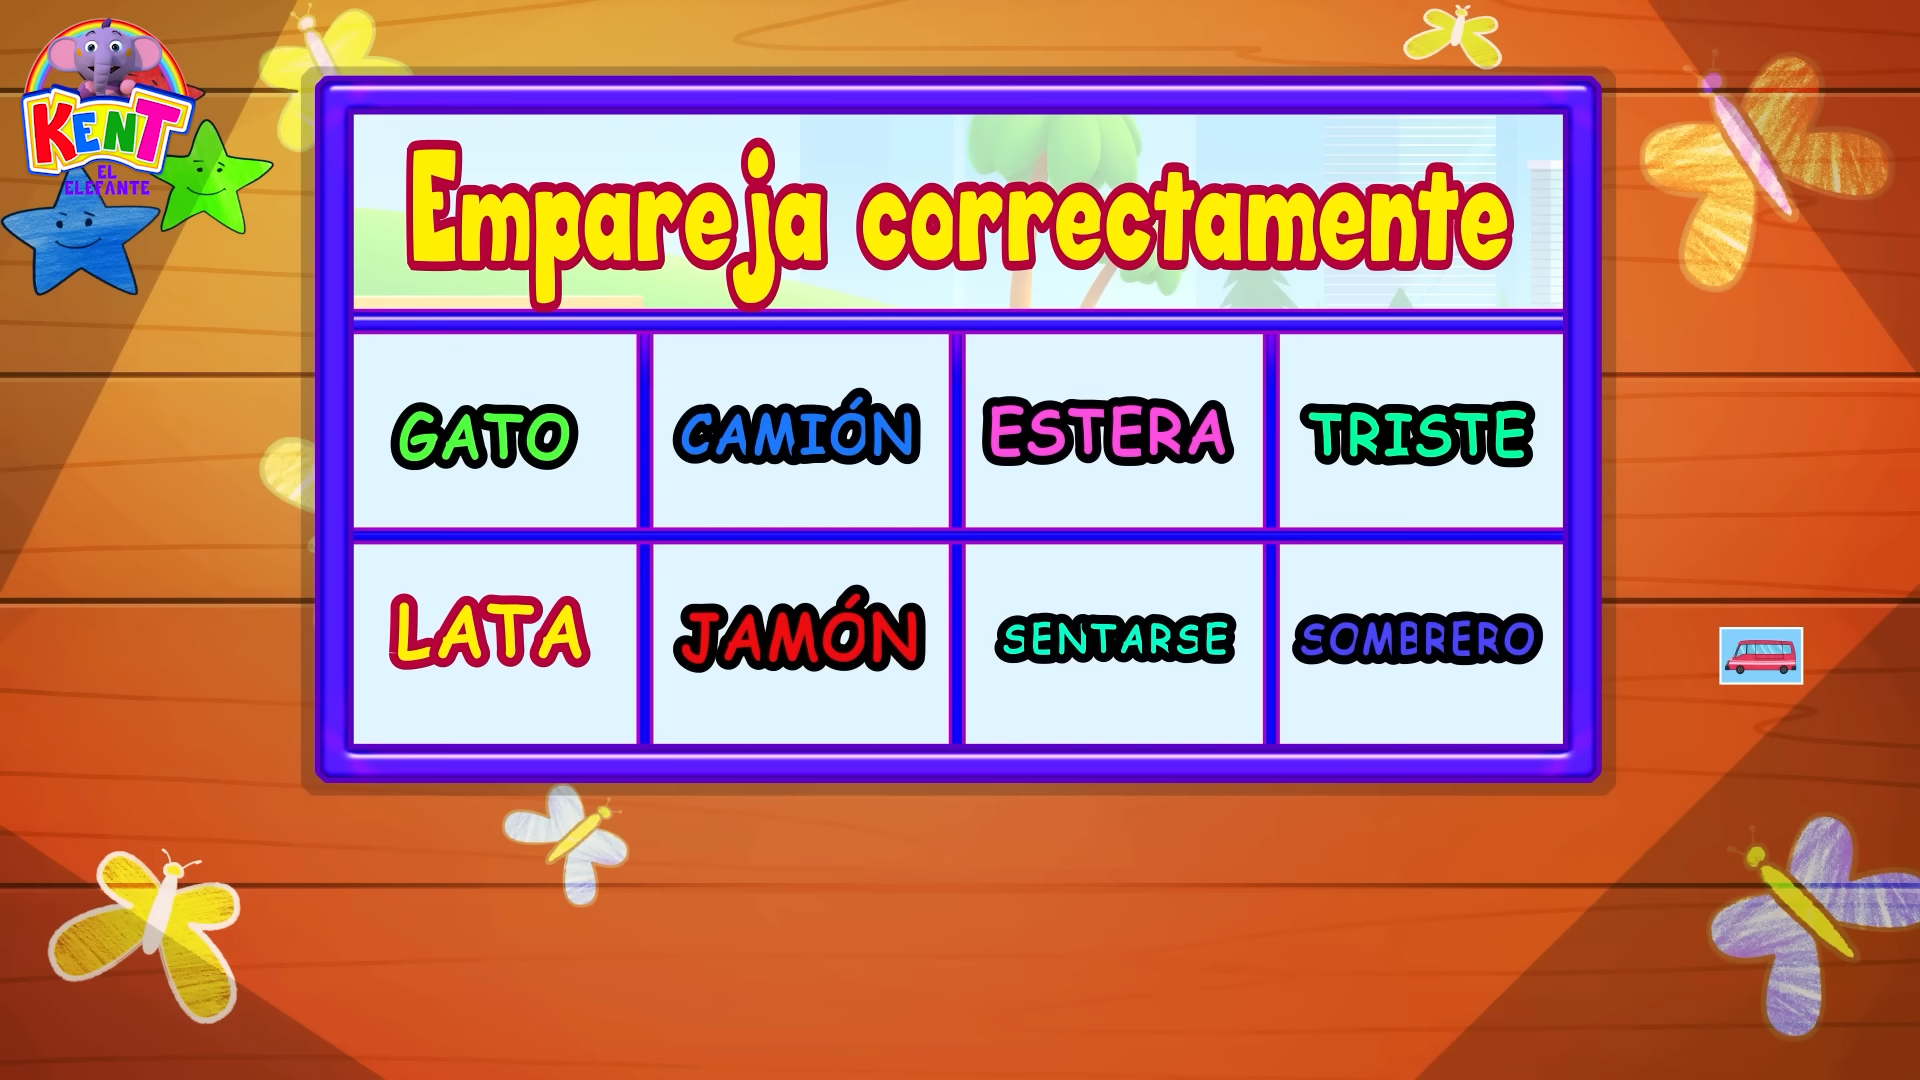 KENT
EL
ELEFANTE
Empareja correctamente
GATO CAMIÓN ESTERA TRISTE
LATA JAMÓN SENTARSE SOMBRERO